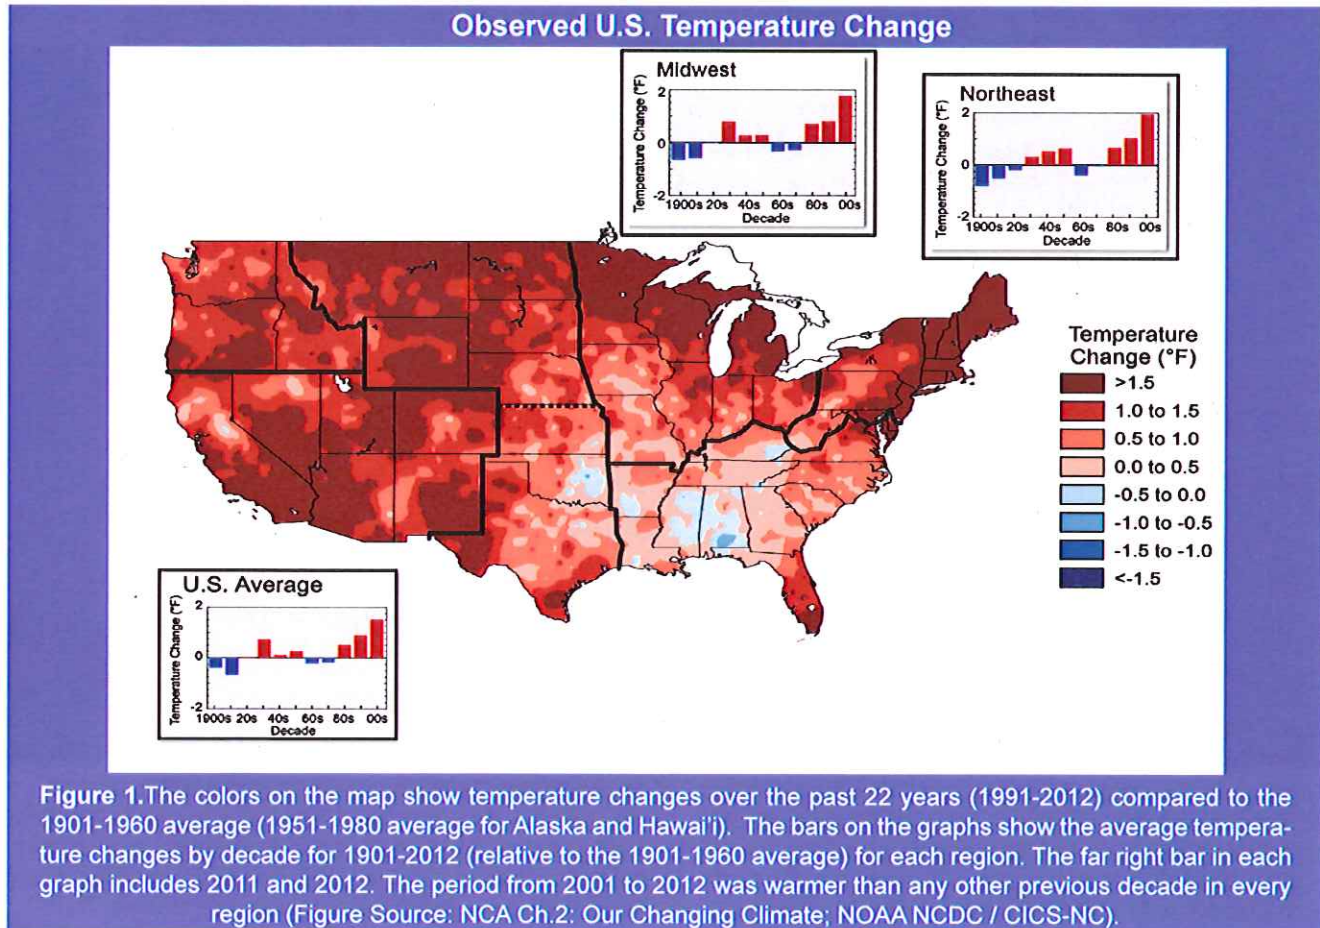 Observed U.S. Temperature Change
Midwest
Temperature Change (°F)
2
0
-2
1900s 20s 40s 60s 80s 00s
Decade
Northeast
Temperature Change (°F)
2
0
-2
1900s 20s 40s 60s 80s 00s
Decade
Temperature
Change (°F)
>1.5
1.0 to 1.5
0.5 to 1.0
0.0 to 0.5
-0.5 to 0.0
-1.0 to -0.5
-1.5 to -1.0
<-1.5
U.S. Average
Temperature Change (°F)
2
0
-2
1900s 20s 40s 60s 80s 00s
Decade
Figure 1.The colors on the map show temperature changes over the past 22 years (1991-2012) compared to the
1901-1960 average (1951-1980 average for Alaska and Hawai'i). The bars on the graphs show the average tempera-
ture changes by decade for 1901-2012 (relative to the 1901-1960 average) for each region. The far right bar in each
graph includes 2011 and 2012. The period from 2001 to 2012 was warmer than any other previous decade in every
region (Figure Source: NCA Ch.2: Our Changing Climate; NOAA NCDC / CICS-NC).